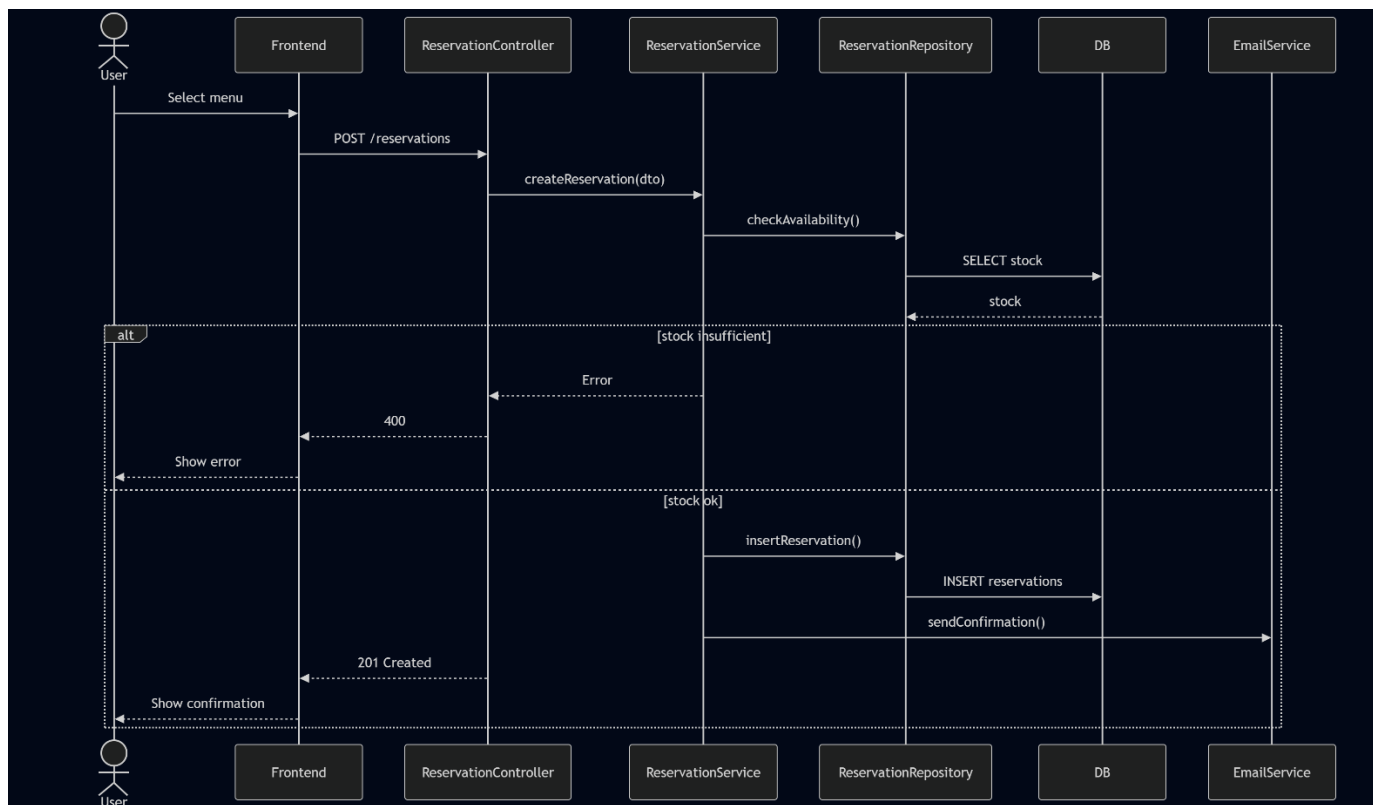 User
Frontend
ReservationController
ReservationService
ReservationRepository
DB
EmailService
Select menu
POST /reservations
createReservation(dto)
checkAvailability()
SELECT stock
stock
alt
[stock insufficient]
Error
400
Show error
[stock ok]
insertReservation()
INSERT reservations
sendConfirmation()
201 Created
Show confirmation
User
Frontend
ReservationController
ReservationService
ReservationRepository
DB
EmailService